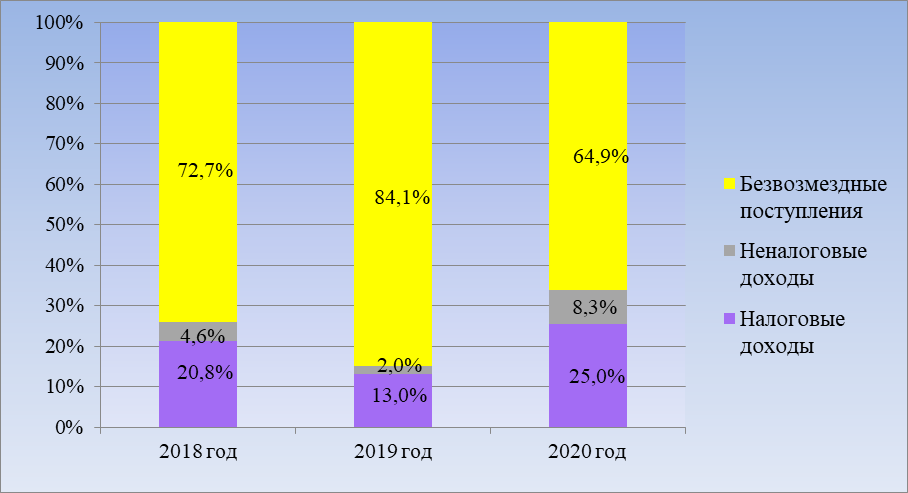 100%
90%
80%
70%
60%
50%
40%
30%
20%
10%
0%
72,7%
4,6%
20,8%
84,1%
2,0%
13,0%
64,9%
8,3%
25,0%
2018 год
2019 год
2020 год
Безвозмездные
поступления
Неналоговые
доходы
Налоговые
доходы